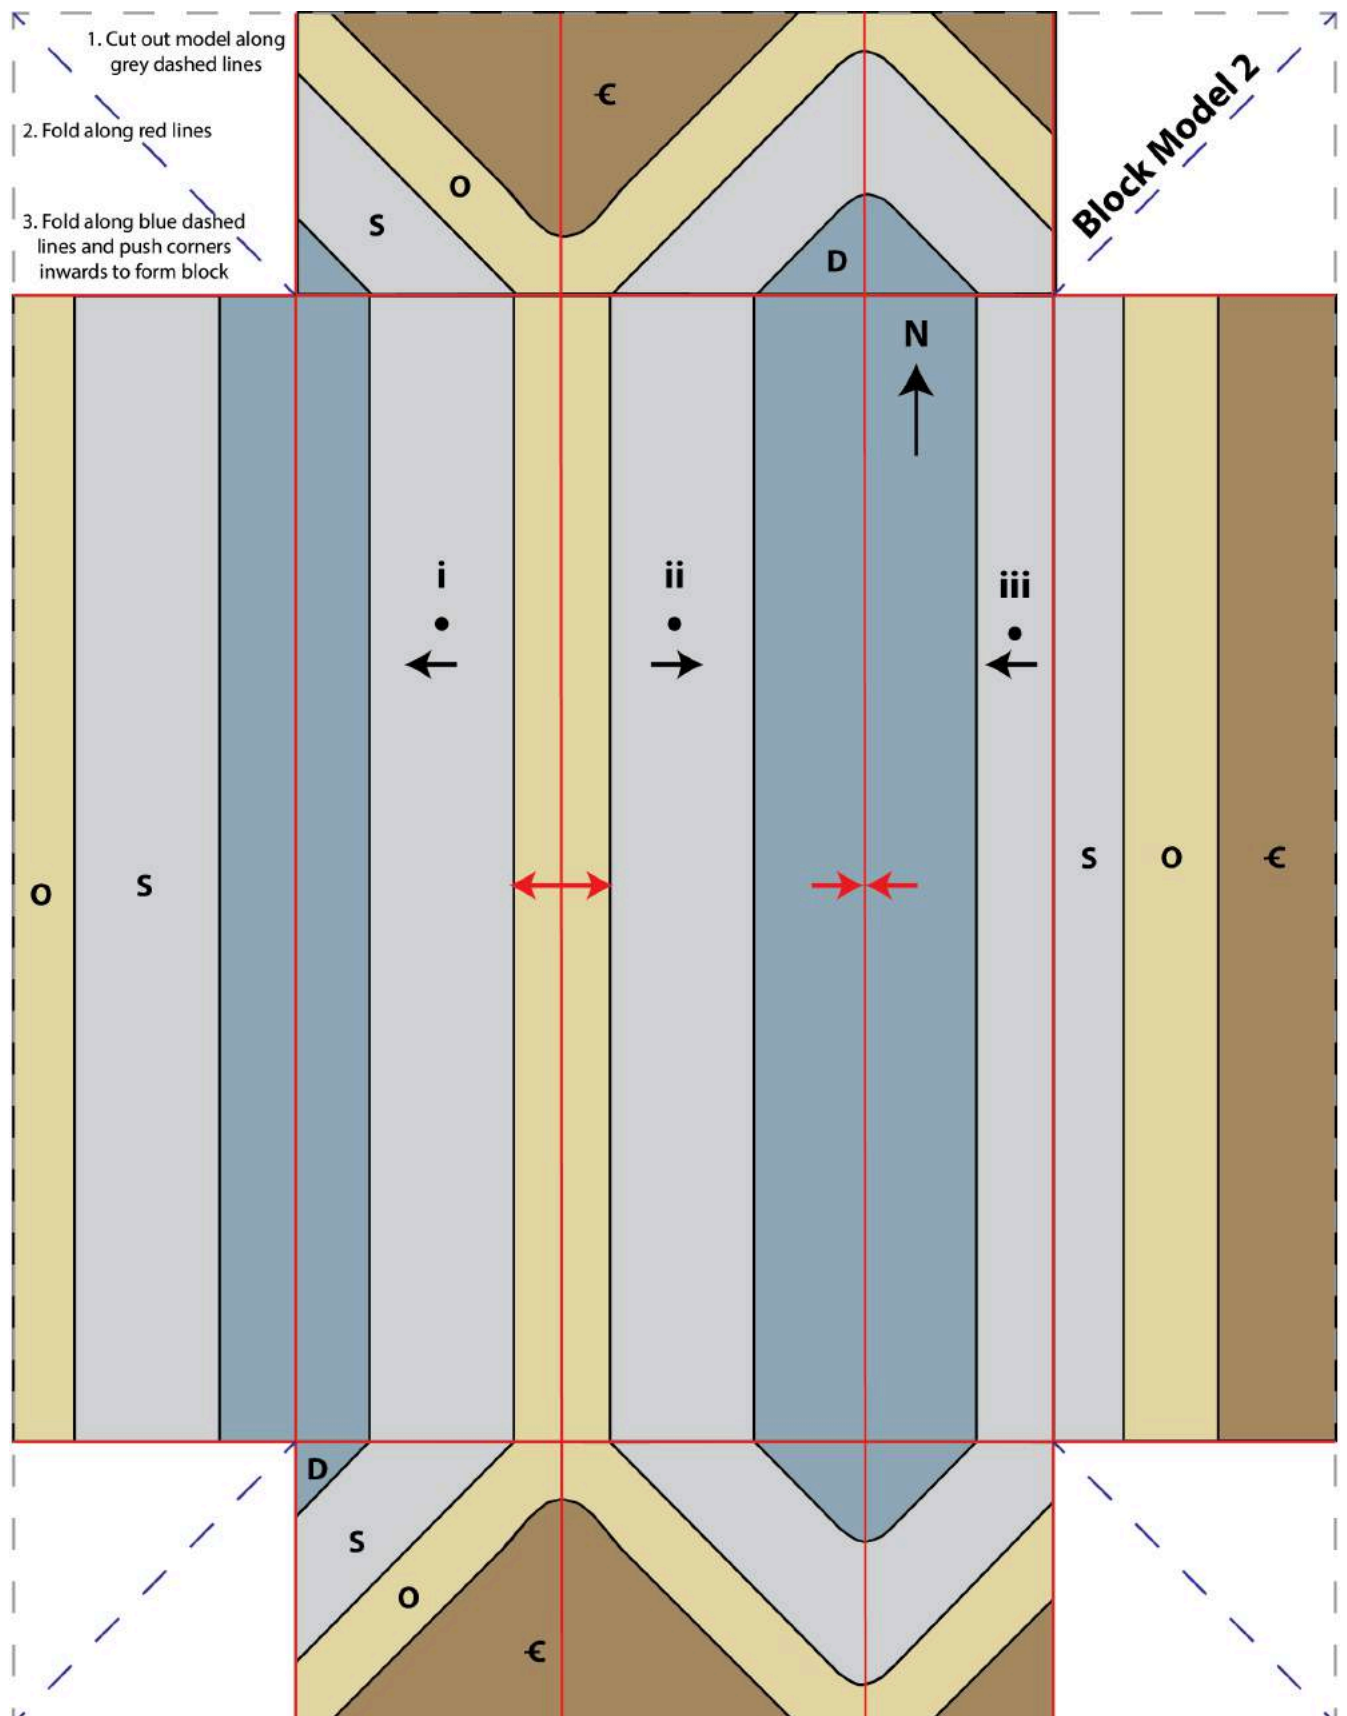 1. Cut out model along
grey dashed lines
2. Fold along red lines
3. Fold along blue dashed
lines and push corners
inwards to form block
Block Model 2
Ꞓ
O
S
D
N
i
ii
iii
O
S
S
O
Ꞓ
D
S
O
Ꞓ